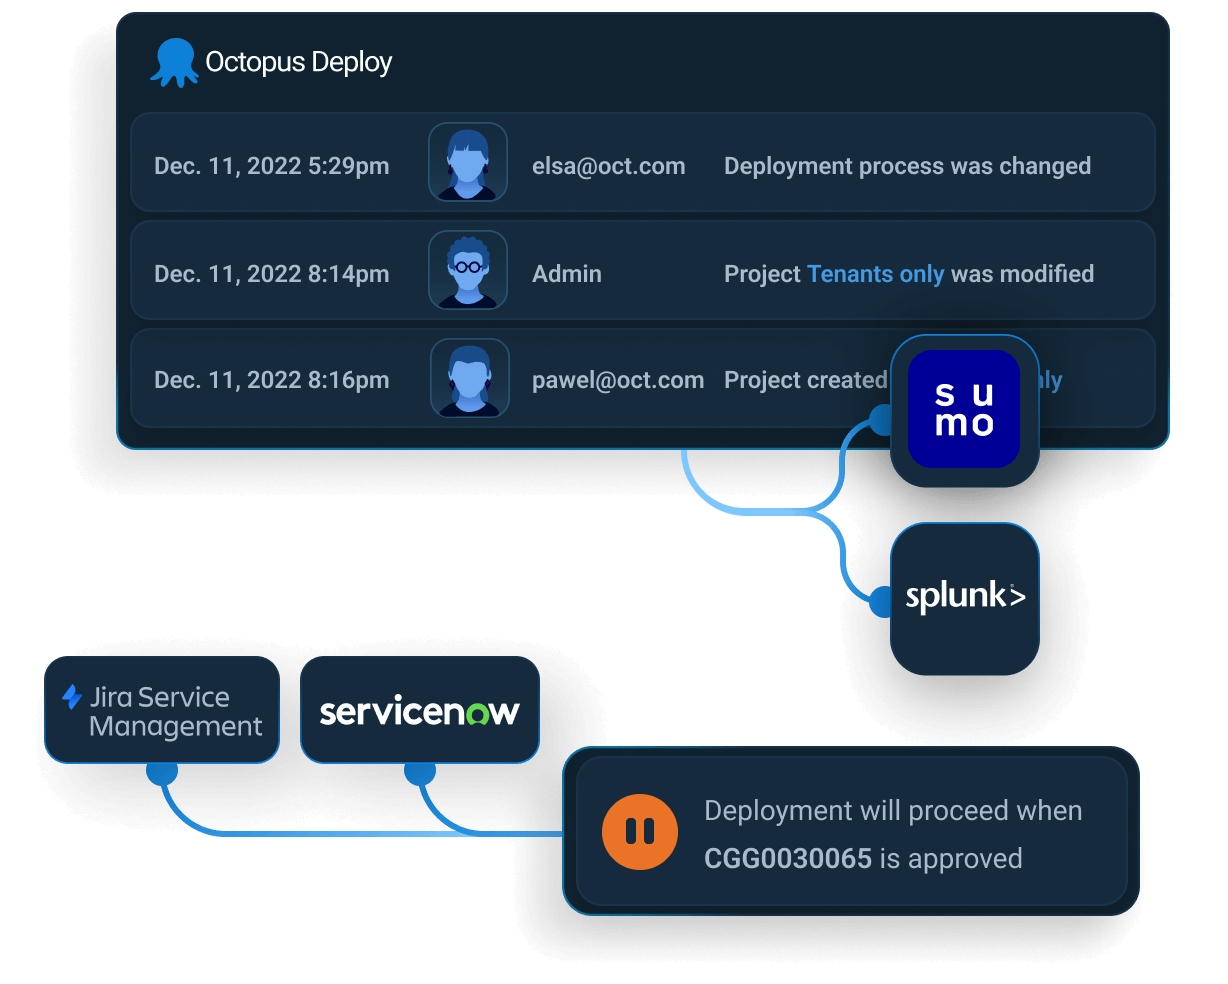 Octopus Deploy
Dec. 11, 2022 5:29pm elsa@oct.com Deployment process was changed
Dec. 11, 2022 8:14pm Admin Project Tenants only was modified
Dec. 11, 2022 8:16pm pawel@oct.com Project created
su
mo
splunk>
Jira Service
Management
servicenow
Deployment will proceed when
CGG0030065 is approved